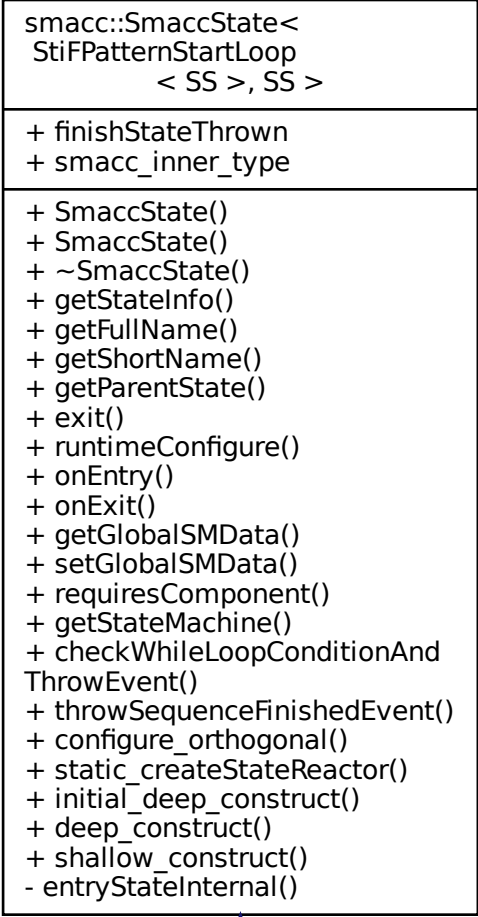 smacc::SmaccState<
StiFPatternStartLoop
< SS >, SS >
+ finishStateThrown
+ smacc_inner_type
+ SmaccState()
+ SmaccState()
+ ~SmaccState()
+ getStateInfo()
+ getFullName()
+ getShortName()
+ getParentState()
+ exit()
+ runtimeConfigure()
+ onEntry()
+ onExit()
+ getGlobalSMData()
+ setGlobalSMData()
+ requiresComponent()
+ getStateMachine()
+ checkWhileLoopConditionAnd
ThrowEvent()
+ throwSequenceFinishedEvent()
+ configure_orthogonal()
+ static_createStateReactor()
+ initial_deep_construct()
+ deep_construct()
+ shallow_construct()
- entryStateInternal()